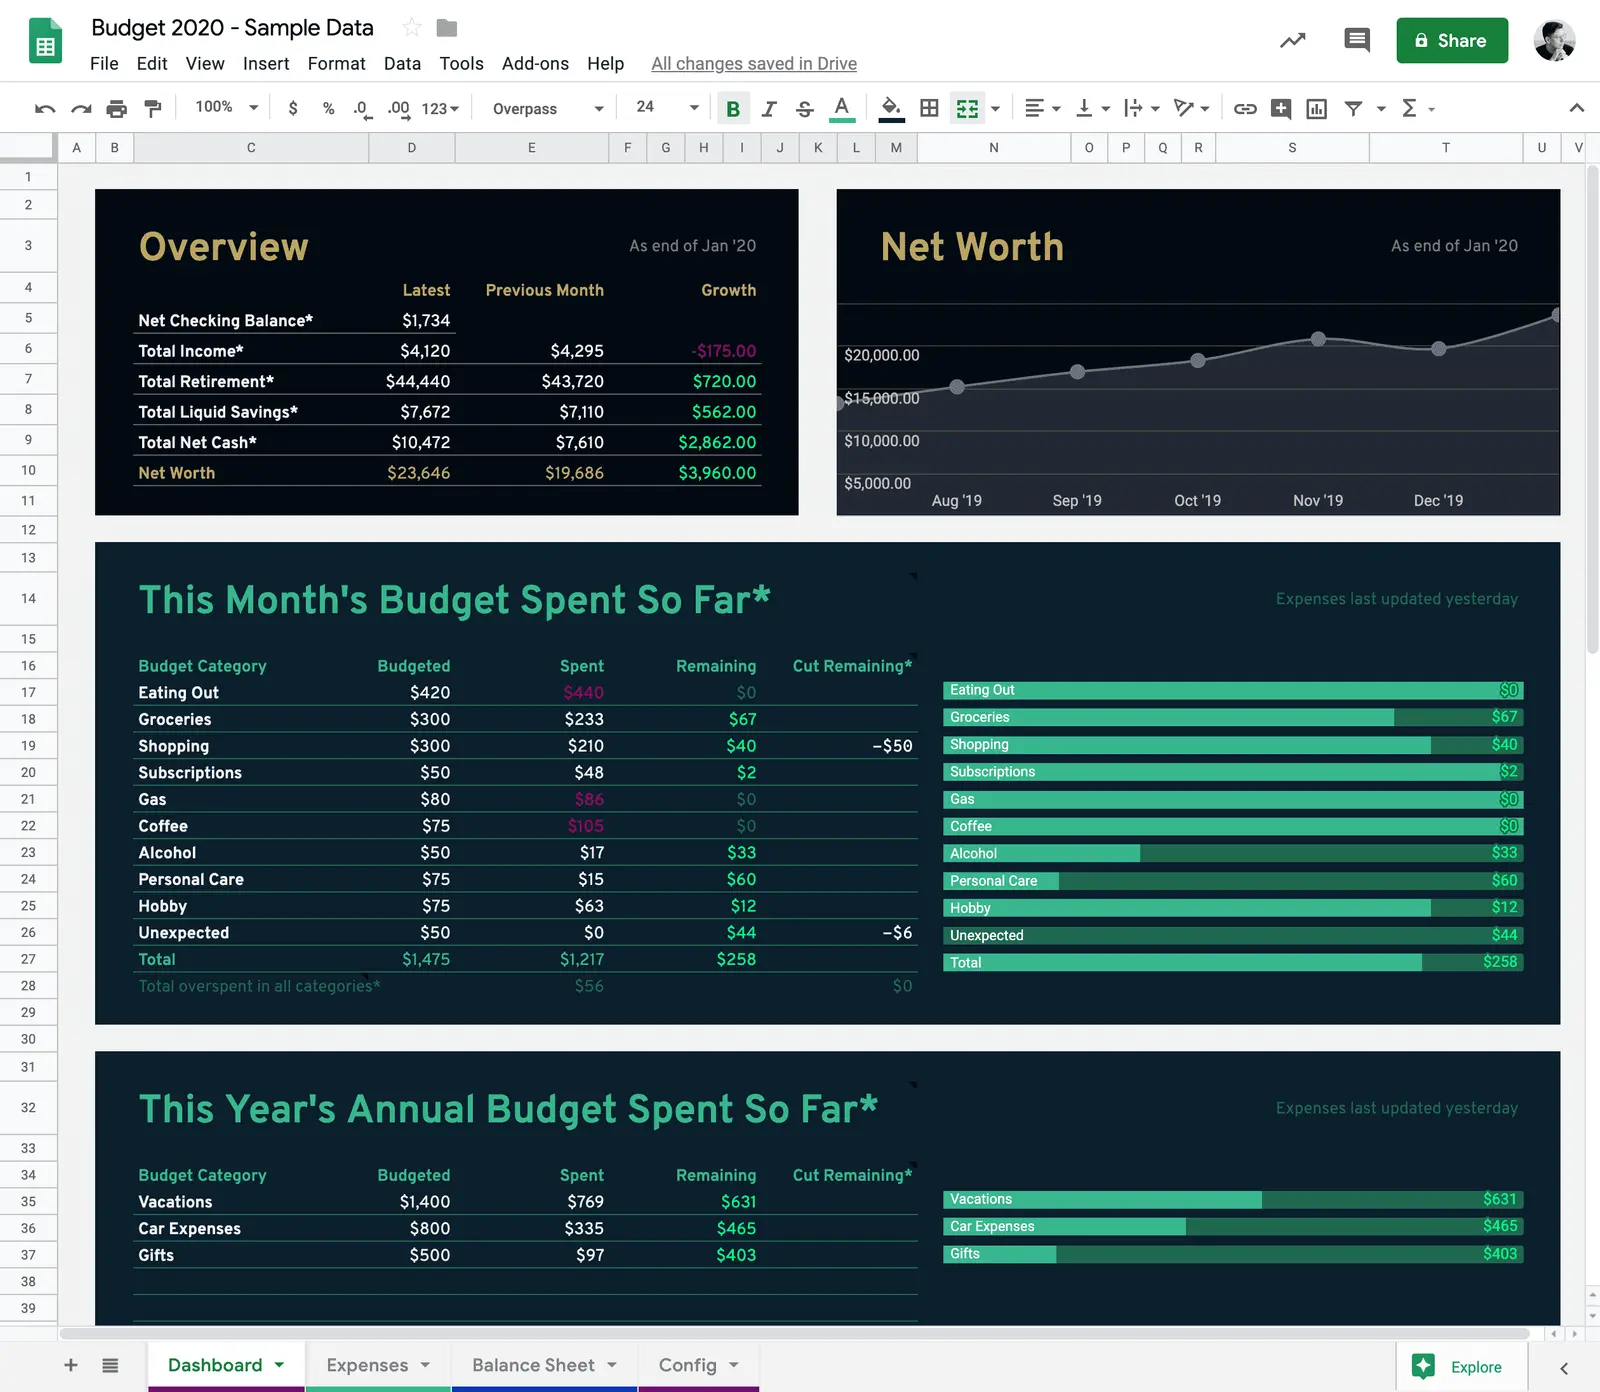 Budget 2020 - Sample Data
File Edit View Insert Format Data Tools Add-ons Help All changes saved in Drive
Share
100% $ % .0 .00 123 Overpass 24 B I S A Σ
A B C D E F G H I J K L M N O P Q R S T U V
1
2
3 Overview As end of Jan '20 Net Worth As end of Jan '20
4 Latest Previous Month Growth
5 Net Checking Balance* $1,734
6 Total Income* $4,120 $4,295 -$175.00
7 Total Retirement* $44,440 $43,720 $720.00
8 Total Liquid Savings* $7,672 $7,110 $562.00
9 Total Net Cash* $10,472 $7,610 $2,862.00
10 Net Worth $23,646 $19,686 $3,960.00
11
$20,000.00
$15,000.00
$10,000.00
$5,000.00
Aug '19 Sep '19 Oct '19 Nov '19 Dec '19
12
13
14 This Month's Budget Spent So Far* Expenses last updated yesterday
15
16 Budget Category Budgeted Spent Remaining Cut Remaining*
17 Eating Out $420 $440 $0 Eating Out $0
18 Groceries $300 $233 $67 Groceries $67
19 Shopping $300 $210 $40 –$50 Shopping $40
20 Subscriptions $50 $48 $2 Subscriptions $2
21 Gas $80 $86 $0 Gas $0
22 Coffee $75 $105 $0 Coffee $0
23 Alcohol $50 $17 $33 Alcohol $33
24 Personal Care $75 $15 $60 Personal Care $60
25 Hobby $75 $63 $12 Hobby $12
26 Unexpected $50 $0 $44 –$6 Unexpected $44
27 Total $1,475 $1,217 $258 Total $258
28 Total overspent in all categories* $56 $0
29
30
31
32 This Year's Annual Budget Spent So Far* Expenses last updated yesterday
33
34 Budget Category Budgeted Spent Remaining Cut Remaining*
35 Vacations $1,400 $769 $631 Vacations $631
36 Car Expenses $800 $335 $465 Car Expenses $465
37 Gifts $500 $97 $403 Gifts $403
38
39
Dashboard Expenses Balance Sheet Config Explore